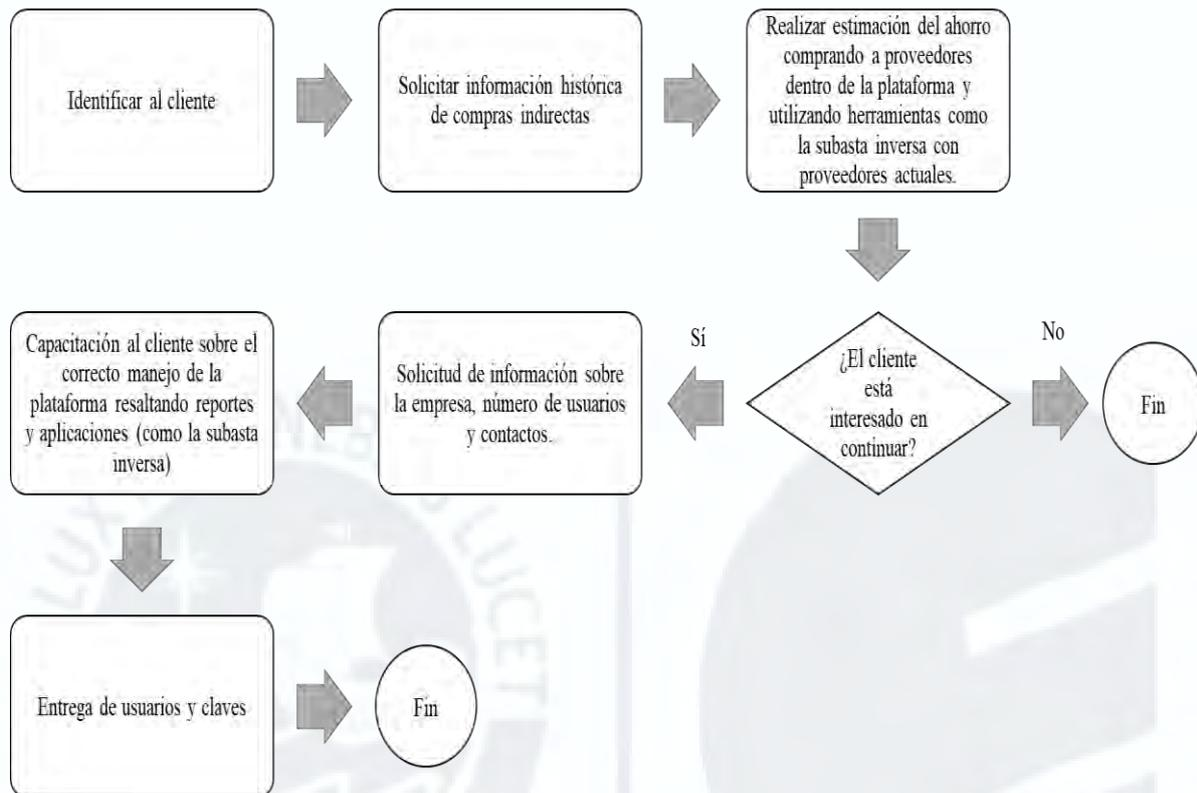 Identificar al cliente
Solicitar información histórica
de compras indirectas
Realizar estimación del ahorro
comprando a proveedores
dentro de la plataforma y
utilizando herramientas como
la subasta inversa con
proveedores actuales.
¿El cliente
está
interesado en
continuar?
No
Fin
Sí
Solicitud de información sobre
la empresa, número de usuarios
y contactos.
Capacitación al cliente sobre el
correcto manejo de la
plataforma resaltando reportes
y aplicaciones (como la subasta
inversa)
Entrega de usuarios y claves
Fin
LUCET